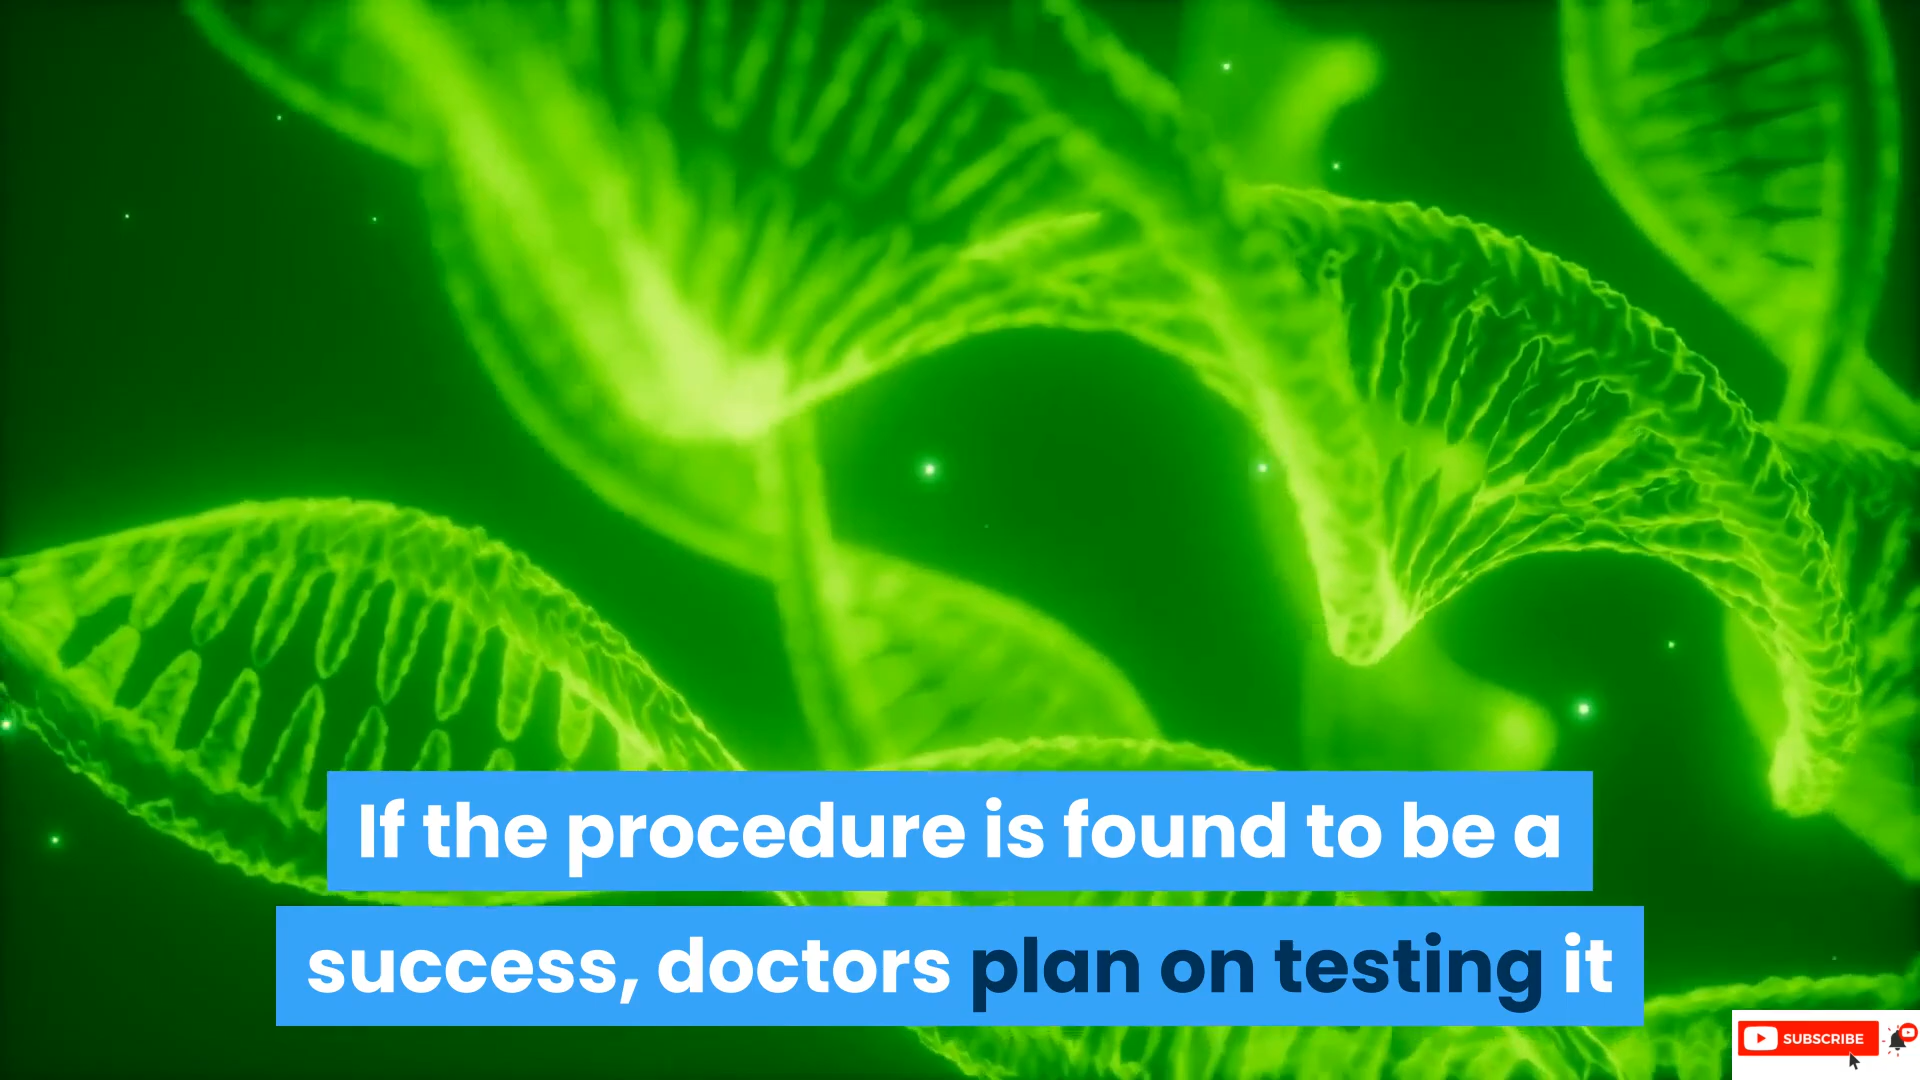 If the procedure is found to be a
success, doctors plan on testing it
SUBSCRIBE